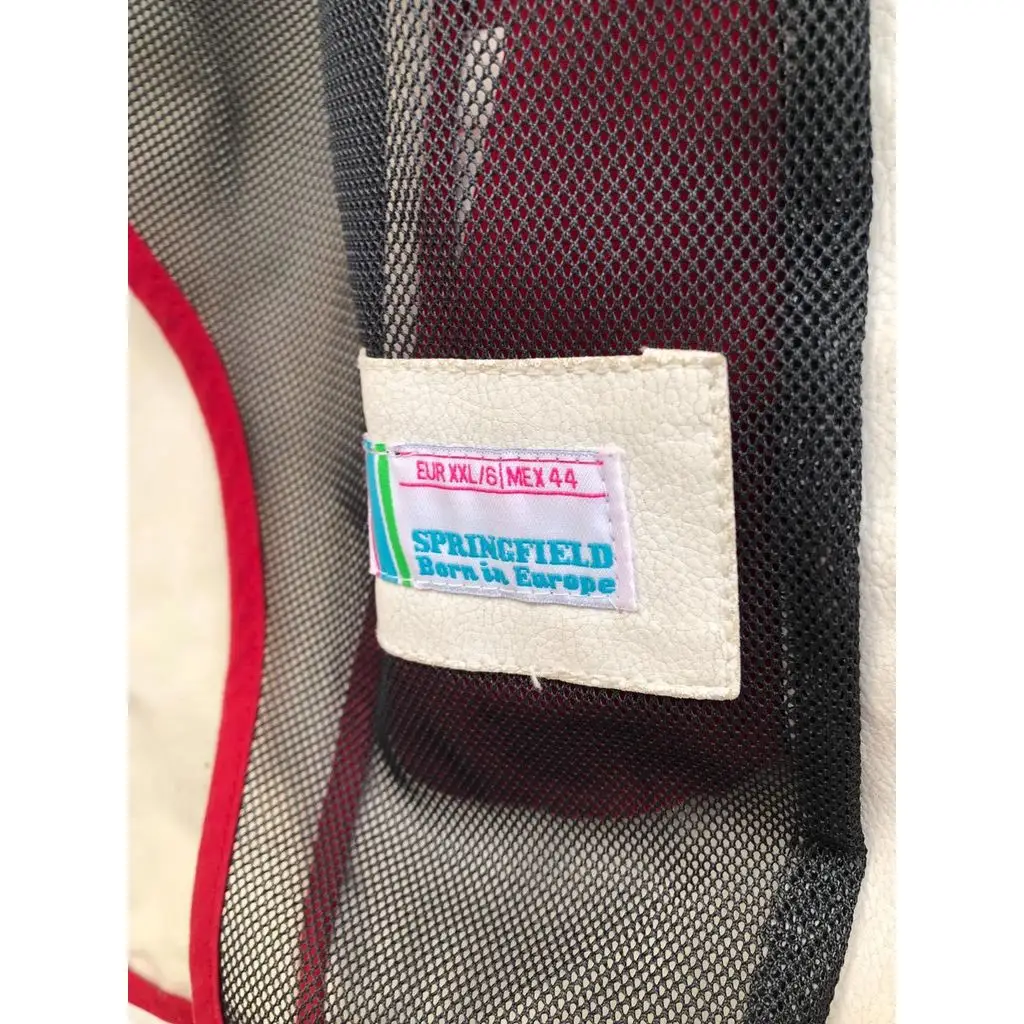 EUR XXL/6|MEX 44
SPRINGFIELD
Born in Europe